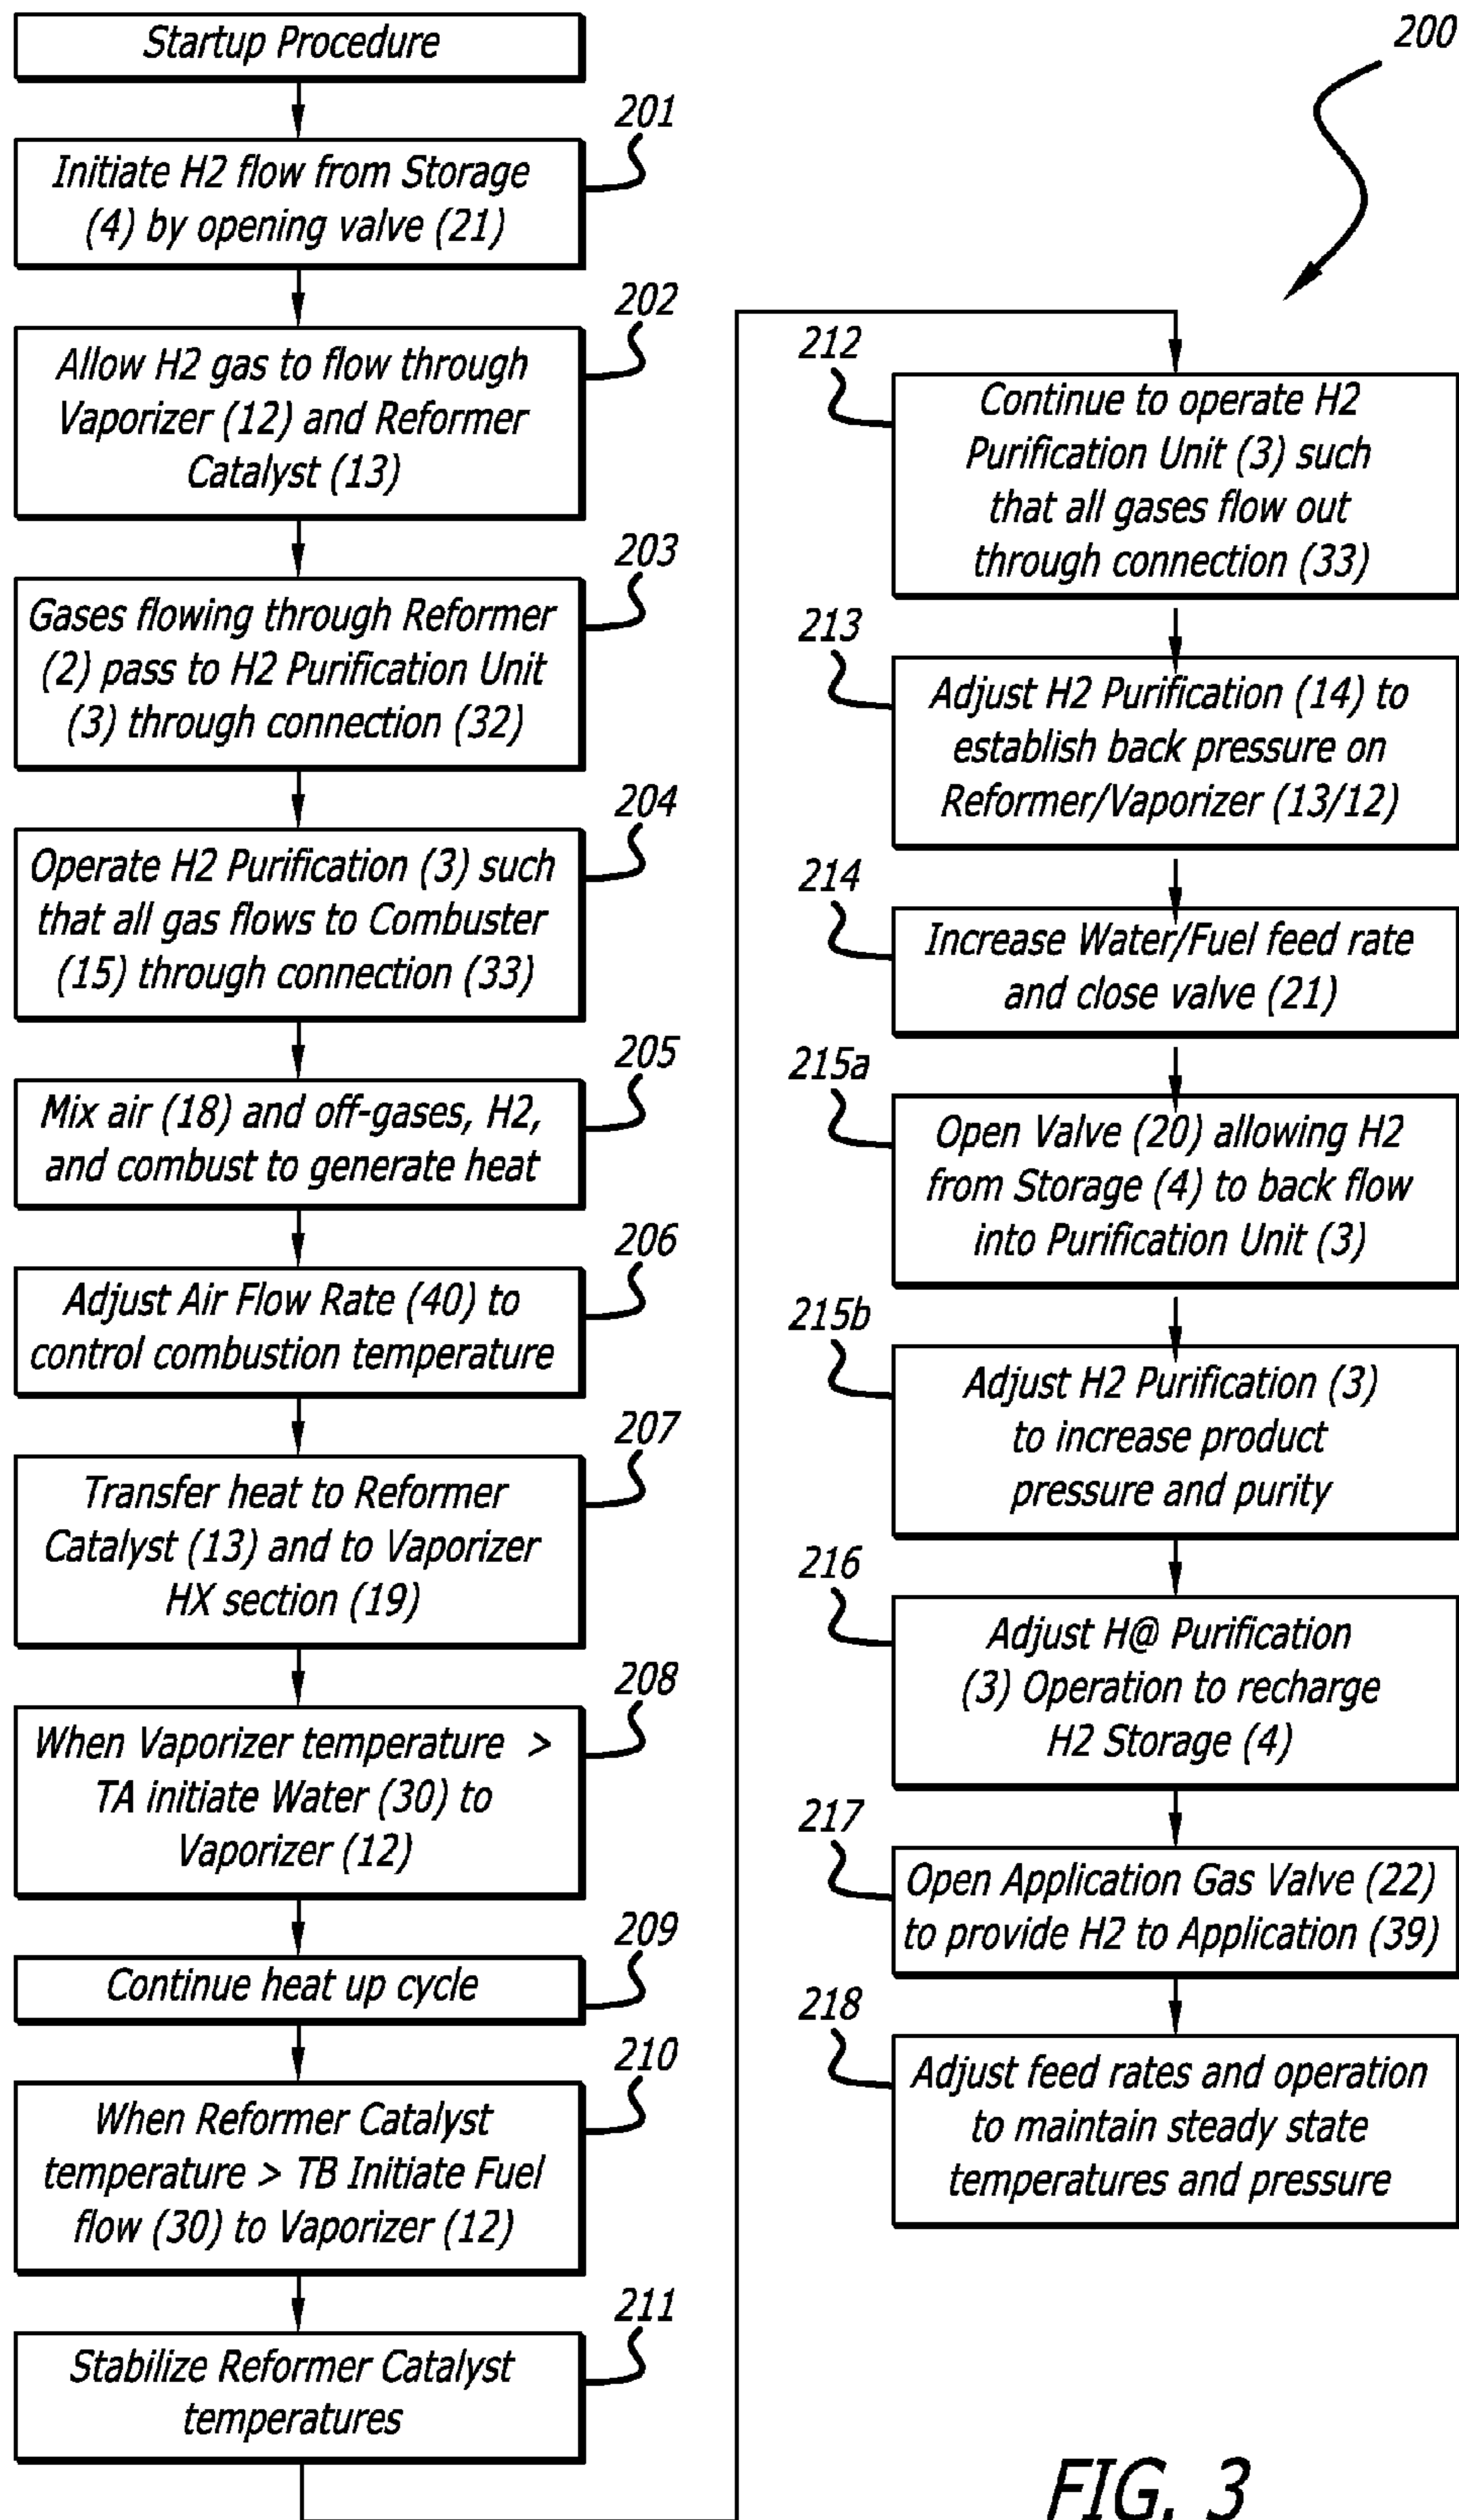 Startup Procedure
201
Initiate H2 flow from Storage
(4) by opening valve (21)
202
Allow H2 gas to flow through
Vaporizer (12) and Reformer
Catalyst (13)
203
Gases flowing through Reformer
(2) pass to H2 Purification Unit
(3) through connection (32)
204
Operate H2 Purification (3) such
that all gas flows to Combuster
(15) through connection (33)
205
Mix air (18) and off-gases, H2,
and combust to generate heat
206
Adjust Air Flow Rate (40) to
control combustion temperature
207
Transfer heat to Reformer
Catalyst (13) and to Vaporizer
HX section (19)
208
When Vaporizer temperature >
TA initiate Water (30) to
Vaporizer (12)
209
Continue heat up cycle
210
When Reformer Catalyst
temperature > TB Initiate Fuel
flow (30) to Vaporizer (12)
211
Stabilize Reformer Catalyst
temperatures
200
212
Continue to operate H2
Purification Unit (3) such
that all gases flow out
through connection (33)
213
Adjust H2 Purification (14) to
establish back pressure on
Reformer/Vaporizer (13/12)
214
Increase Water/Fuel feed rate
and close valve (21)
215a
Open Valve (20) allowing H2
from Storage (4) to back flow
into Purification Unit (3)
215b
Adjust H2 Purification (3)
to increase product
pressure and purity
216
Adjust H@ Purification
(3) Operation to recharge
H2 Storage (4)
217
Open Application Gas Valve (22)
to provide H2 to Application (39)
218
Adjust feed rates and operation
to maintain steady state
temperatures and pressure
FIG. 3